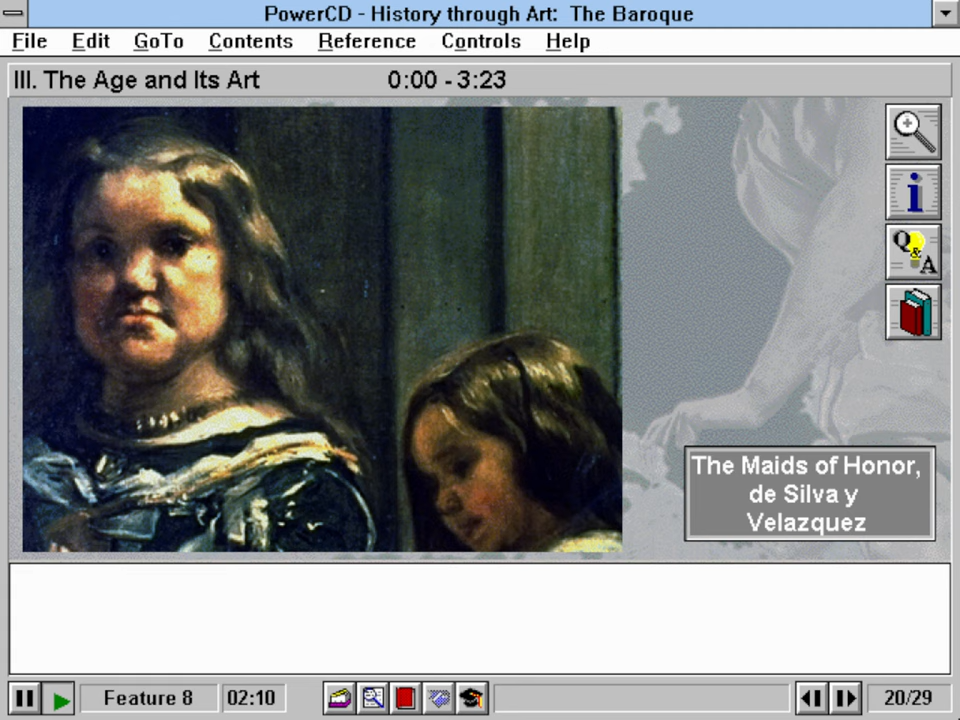 PowerCD - History through Art: The Baroque
File Edit GoTo Contents Reference Controls Help
III. The Age and Its Art 0:00 - 3:23
i
Q & A
The Maids of Honor,
de Silva y
Velazquez
Feature 8 02:10 20/29